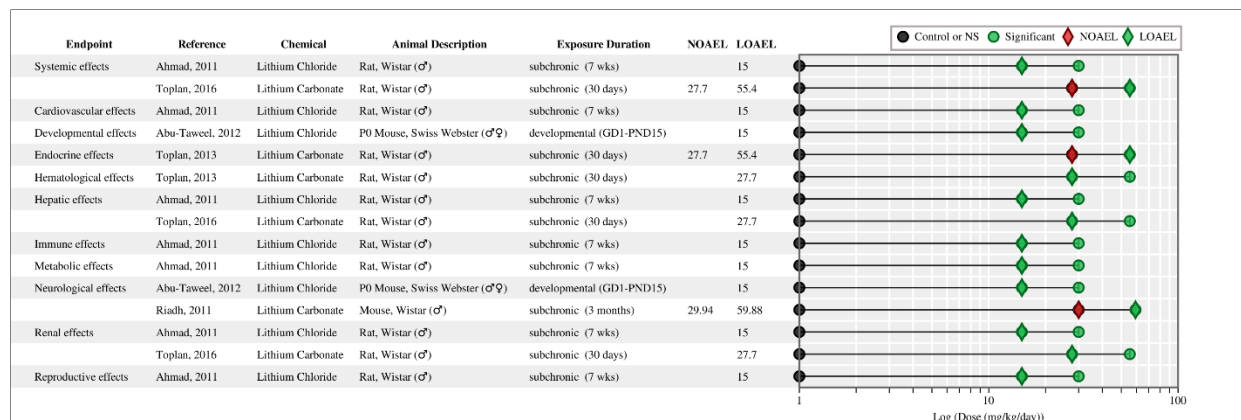 Control or NS Significant NOAEL LOAEL
Endpoint Reference Chemical Animal Description Exposure Duration NOAEL LOAEL
Systemic effects Ahmad, 2011 Lithium Chloride Rat, Wistar (♂) subchronic (7 wks) 15
Toplan, 2016 Lithium Carbonate Rat, Wistar (♂) subchronic (30 days) 27.7 55.4
Cardiovascular effects Ahmad, 2011 Lithium Chloride Rat, Wistar (♂) subchronic (7 wks) 15
Developmental effects Abu-Taweel, 2012 Lithium Chloride P0 Mouse, Swiss Webster (♂♀) developmental (GD1-PND15) 15
Endocrine effects Toplan, 2013 Lithium Carbonate Rat, Wistar (♂) subchronic (30 days) 27.7 55.4
Hematological effects Toplan, 2013 Lithium Carbonate Rat, Wistar (♂) subchronic (30 days) 27.7
Hepatic effects Ahmad, 2011 Lithium Chloride Rat, Wistar (♂) subchronic (7 wks) 15
Toplan, 2016 Lithium Carbonate Rat, Wistar (♂) subchronic (30 days) 27.7
Immune effects Ahmad, 2011 Lithium Chloride Rat, Wistar (♂) subchronic (7 wks) 15
Metabolic effects Ahmad, 2011 Lithium Chloride Rat, Wistar (♂) subchronic (7 wks) 15
Neurological effects Abu-Taweel, 2012 Lithium Chloride P0 Mouse, Swiss Webster (♂♀) developmental (GD1-PND15) 15
Riadh, 2011 Lithium Carbonate Mouse, Wistar (♂) subchronic (3 months) 29.94 59.88
Renal effects Ahmad, 2011 Lithium Chloride Rat, Wistar (♂) subchronic (7 wks) 15
Toplan, 2016 Lithium Carbonate Rat, Wistar (♂) subchronic (30 days) 27.7
Reproductive effects Ahmad, 2011 Lithium Chloride Rat, Wistar (♂) subchronic (7 wks) 15
1 10 100
Log (Dose (mg/kg/day))